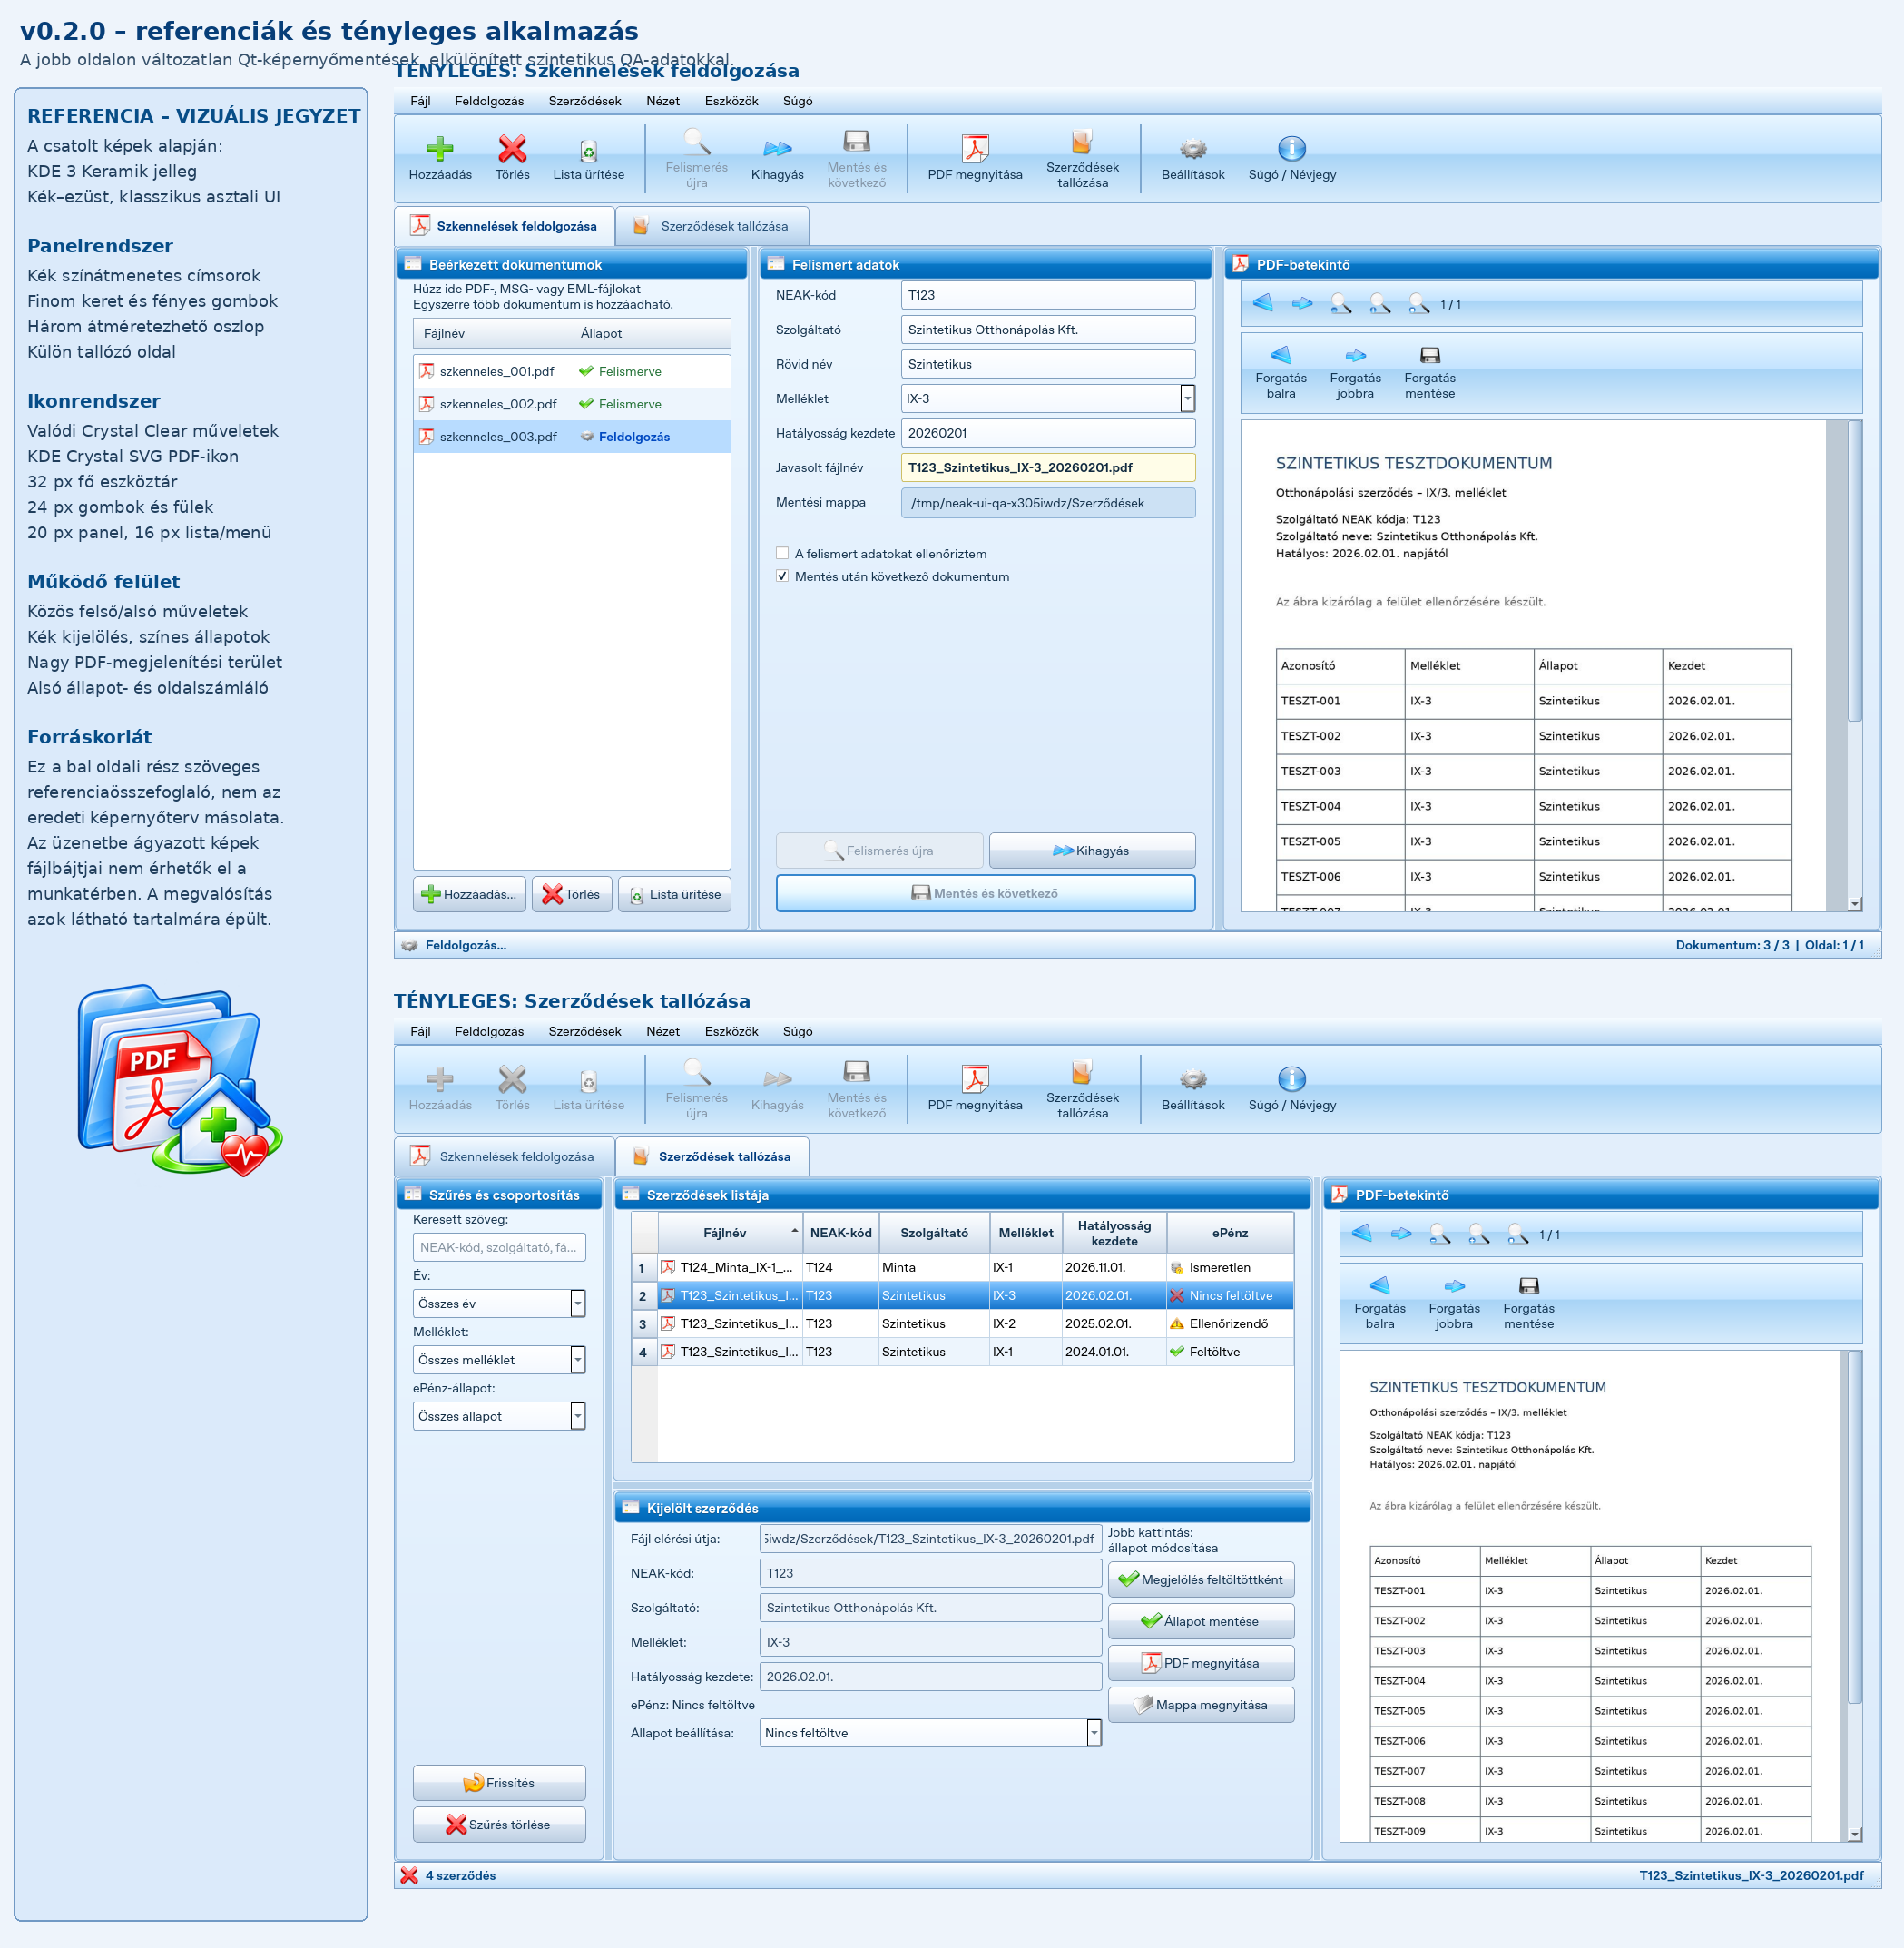 v0.2.0 – referenciák és tényleges alkalmazás
A jobb oldalon változatlan Qt-képernyőmentések, elkülönített szintetikus QA-adatokkal.
REFERENCIA – VIZUÁLIS JEGYZET
A csatolt képek alapján:
KDE 3 Keramik jelleg
Kék–ezüst, klasszikus asztali UI
Panelrendszer
Kék színátmenetes címsorok
Finom keret és fényes gombok
Három átméretezhető oszlop
Külön tallózó oldal
Ikonrendszer
Valódi Crystal Clear műveletek
KDE Crystal SVG PDF-ikon
32 px fő eszköztár
24 px gombok és fülek
20 px panel, 16 px lista/menü
Működő felület
Közös felső/alsó műveletek
Kék kijelölés, színes állapotok
Nagy PDF-megjelenítési terület
Alsó állapot- és oldalszámláló
Forráskorlát
Ez a bal oldali rész szöveges
referenciaösszefoglaló, nem az
eredeti képernyőterv másolata.
Az üzenetbe ágyazott képek
fájlbájtjai nem érhetők el a
munkatérben. A megvalósítás
azok látható tartalmára épült.
PDF
TÉNYLEGES: Szkennelések feldolgozása
Fájl Feldolgozás Szerződések Nézet Eszközök Súgó
Hozzáadás Törlés Lista ürítése Felismerés újra Kihagyás Mentés és következő PDF megnyitása Szerződések tallózása Beállítások Súgó / Névjegy
Szkennelések feldolgozása Szerződések tallózása
Beérkezett dokumentumok
Húzz ide PDF-, MSG- vagy EML-fájlokat
Egyszerre több dokumentum is hozzáadható.
Fájlnév Állapot
szkenneles_001.pdf Felismerve
szkenneles_002.pdf Felismerve
szkenneles_003.pdf Feldolgozás
Hozzáadás... Törlés Lista ürítése
Felismert adatok
NEAK-kód T123
Szolgáltató Szintetikus Otthonápolás Kft.
Rövid név Szintetikus
Melléklet IX-3
Hatályosság kezdete 20260201
Javasolt fájlnév T123_Szintetikus_IX-3_20260201.pdf
Mentési mappa /tmp/neak-ui-qa-x305iwdz/Szerződések
A felismert adatokat ellenőriztem
Mentés után következő dokumentum
Felismerés újra Kihagyás
Mentés és következő
PDF-betekintő
1 / 1
Forgatás balra Forgatás jobbra Forgatás mentése
SZINTETIKUS TESZTDOKUMENTUM
Otthonápolási szerződés – IX/3. melléklet
Szolgáltató NEAK kódja: T123
Szolgáltató neve: Szintetikus Otthonápolás Kft.
Hatályos: 2026.02.01. napjától
Az ábra kizárólag a felület ellenőrzésére készült.
Azonosító Melléklet Állapot Kezdet
TESZT-001 IX-3 Szintetikus 2026.02.01.
TESZT-002 IX-3 Szintetikus 2026.02.01.
TESZT-003 IX-3 Szintetikus 2026.02.01.
TESZT-004 IX-3 Szintetikus 2026.02.01.
TESZT-005 IX-3 Szintetikus 2026.02.01.
TESZT-006 IX-3 Szintetikus 2026.02.01.
TESZT-007 IX-3 Szintetikus 2026.02.01.
Feldolgozás... Dokumentum: 3 / 3 | Oldal: 1 / 1
TÉNYLEGES: Szerződések tallózása
Fájl Feldolgozás Szerződések Nézet Eszközök Súgó
Hozzáadás Törlés Lista ürítése Felismerés újra Kihagyás Mentés és következő PDF megnyitása Szerződések tallózása Beállítások Súgó / Névjegy
Szkennelések feldolgozása Szerződések tallózása
Szűrés és csoportosítás
Keresett szöveg:
NEAK-kód, szolgáltató, fá...
Év:
Összes év
Melléklet:
Összes melléklet
ePénz-állapot:
Összes állapot
Frissítés
Szűrés törlése
Szerződések listája
Fájlnév NEAK-kód Szolgáltató Melléklet Hatályosság kezdete ePénz
1 T124_Minta_IX-1_... T124 Minta IX-1 2026.11.01. Ismeretlen
2 T123_Szintetikus_I... T123 Szintetikus IX-3 2026.02.01. Nincs feltöltve
3 T123_Szintetikus_I... T123 Szintetikus IX-2 2025.02.01. Ellenőrizendő
4 T123_Szintetikus_I... T123 Szintetikus IX-1 2024.01.01. Feltöltve
Kijelölt szerződés
Fájl elérési útja: 5iwdz/Szerződések/T123_Szintetikus_IX-3_20260201.pdf
NEAK-kód: T123
Szolgáltató: Szintetikus Otthonápolás Kft.
Melléklet: IX-3
Hatályosság kezdete: 2026.02.01.
ePénz: Nincs feltöltve
Állapot beállítása: Nincs feltöltve
Jobb kattintás:
állapot módosítása
Megjelölés feltöltöttként
Állapot mentése
PDF megnyitása
Mappa megnyitása
PDF-betekintő
1 / 1
Forgatás balra Forgatás jobbra Forgatás mentése
SZINTETIKUS TESZTDOKUMENTUM
Otthonápolási szerződés – IX/3. melléklet
Szolgáltató NEAK kódja: T123
Szolgáltató neve: Szintetikus Otthonápolás Kft.
Hatályos: 2026.02.01. napjától
Az ábra kizárólag a felület ellenőrzésére készült.
Azonosító Melléklet Állapot Kezdet
TESZT-001 IX-3 Szintetikus 2026.02.01.
TESZT-002 IX-3 Szintetikus 2026.02.01.
TESZT-003 IX-3 Szintetikus 2026.02.01.
TESZT-004 IX-3 Szintetikus 2026.02.01.
TESZT-005 IX-3 Szintetikus 2026.02.01.
TESZT-006 IX-3 Szintetikus 2026.02.01.
TESZT-007 IX-3 Szintetikus 2026.02.01.
TESZT-008 IX-3 Szintetikus 2026.02.01.
TESZT-009 IX-3 Szintetikus 2026.02.01.
4 szerződés T123_Szintetikus_IX-3_20260201.pdf